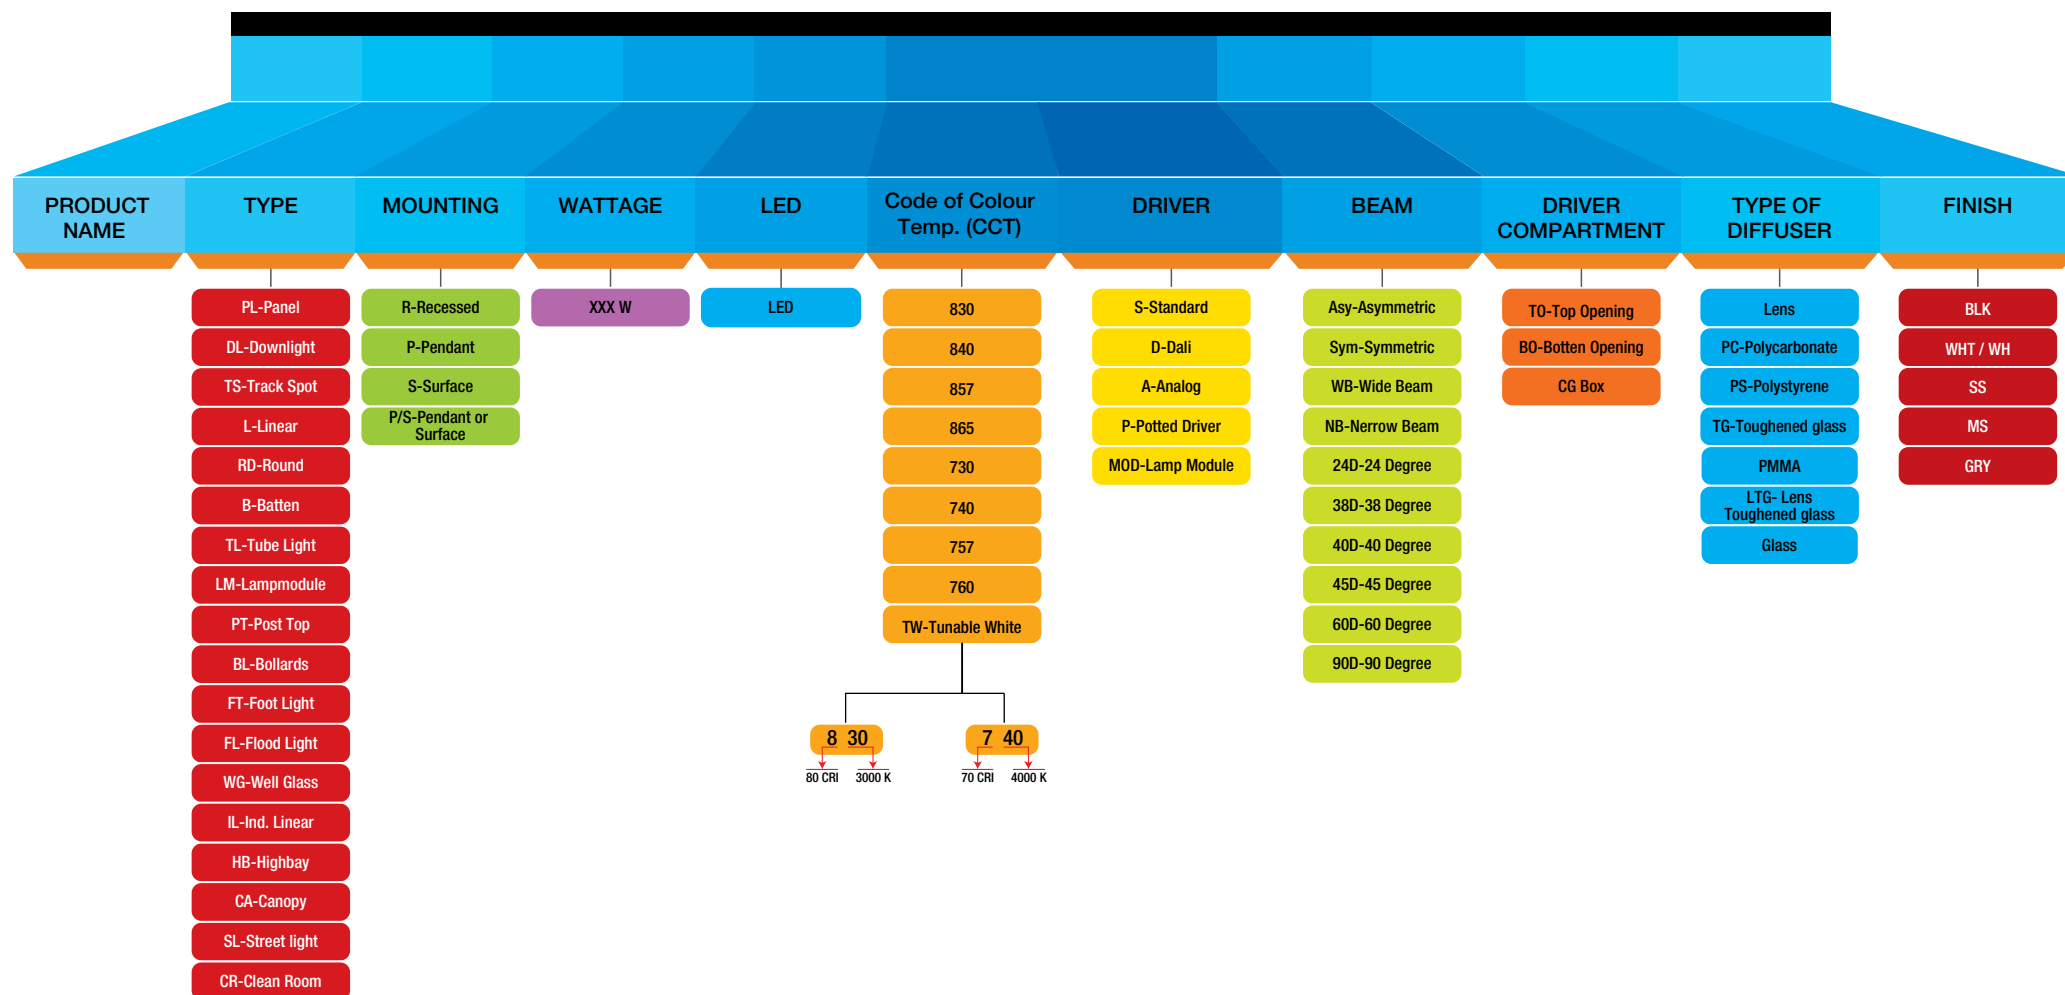 PRODUCT
NAME
TYPE
MOUNTING
WATTAGE
LED
Code of Colour
Temp. (CCT)
DRIVER
BEAM
DRIVER
COMPARTMENT
TYPE OF
DIFFUSER
FINISH
PL-Panel
DL-Downlight
TS-Track Spot
L-Linear
RD-Round
B-Batten
TL-Tube Light
LM-Lampmodule
PT-Post Top
BL-Bollards
FT-Foot Light
FL-Flood Light
WG-Well Glass
IL-Ind. Linear
HB-Highbay
CA-Canopy
SL-Street light
CR-Clean Room
R-Recessed
P-Pendant
S-Surface
P/S-Pendant or
Surface
XXX W
LED
830
840
857
865
730
740
757
760
TW-Tunable White
8 30
80 CRI 3000 K
7 40
70 CRI 4000 K
S-Standard
D-Dali
A-Analog
P-Potted Driver
MOD-Lamp Module
Asy-Asymmetric
Sym-Symmetric
WB-Wide Beam
NB-Nerrow Beam
24D-24 Degree
38D-38 Degree
40D-40 Degree
45D-45 Degree
60D-60 Degree
90D-90 Degree
TO-Top Opening
BO-Botten Opening
CG Box
Lens
PC-Polycarbonate
PS-Polystyrene
TG-Toughened glass
PMMA
LTG- Lens
Toughened glass
Glass
BLK
WHT / WH
SS
MS
GRY